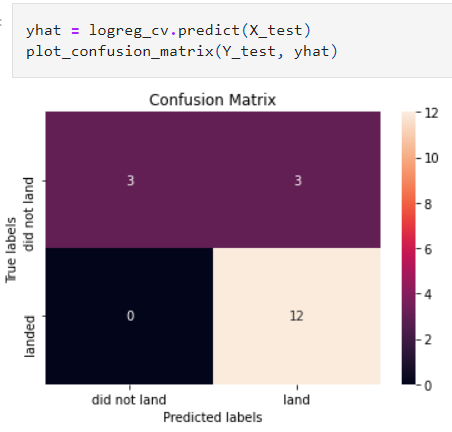 yhat = logreg_cv.predict(X_test)
plot_confusion_matrix(Y_test, yhat)
Confusion Matrix
True labels
did not land
landed
3
3
0
12
did not land
land
Predicted labels
12
10
8
6
4
2
0